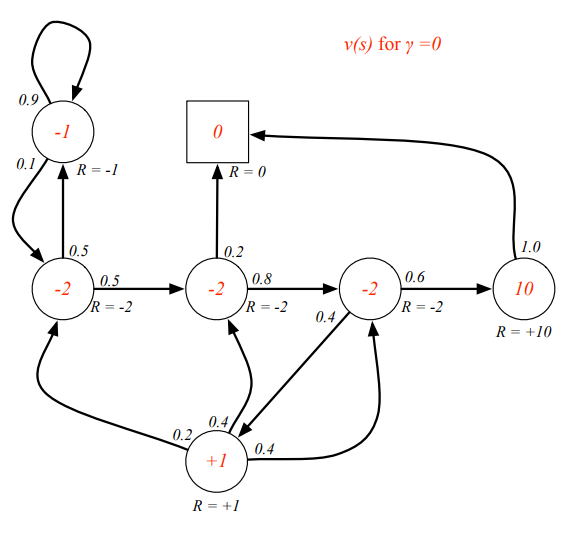 v(s) for γ =0
0.9
-1
0
0.1
R = -1
R = 0
0.5
0.2
1.0
-2
0.5
-2
0.8
-2
0.6
10
R = -2
R = -2
0.4
R = -2
R = +10
0.2
0.4
+1
0.4
R = +1